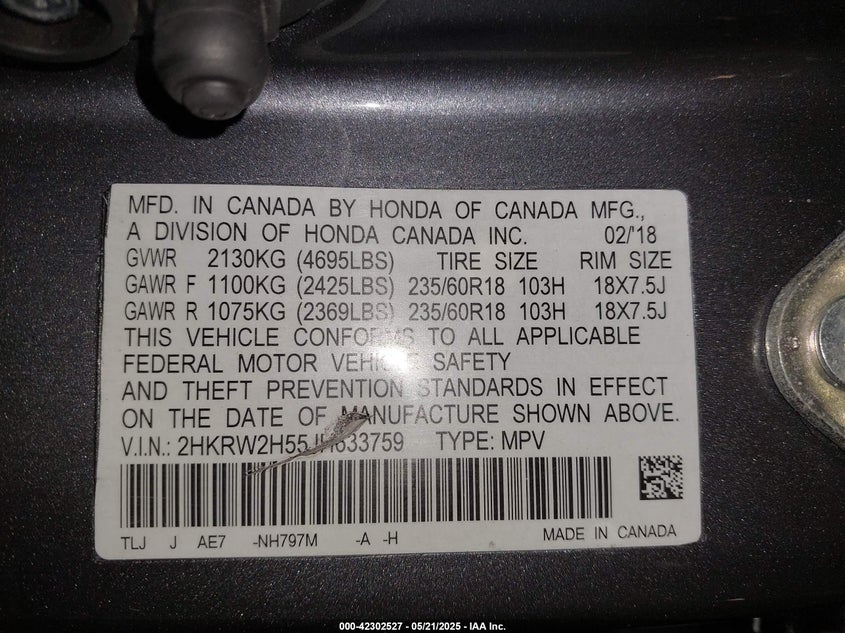 MFD. IN CANADA BY HONDA OF CANADA MFG.,
A DIVISION OF HONDA CANADA INC. 02/'18
GVWR 2130KG (4695LBS) TIRE SIZE RIM SIZE
GAWR F 1100KG (2425LBS) 235/60R18 103H 18X7.5J
GAWR R 1075KG (2369LBS) 235/60R18 103H 18X7.5J
THIS VEHICLE CONFORMS TO ALL APPLICABLE
FEDERAL MOTOR VEHICLE SAFETY
AND THEFT PREVENTION STANDARDS IN EFFECT
ON THE DATE OF MANUFACTURE SHOWN ABOVE.
V.I.N.: TYPE: MPV
TLJ J AE7 -NH797M -A -H MADE IN CANADA
000-42302527 - 05/21/2025 - IAA Inc.